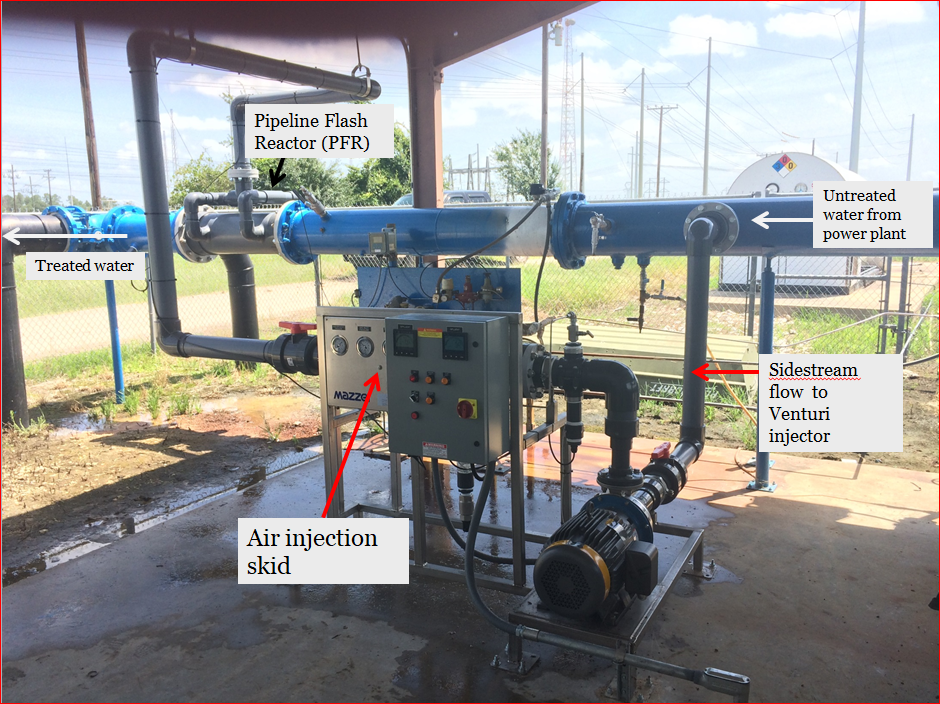 Pipeline Flash
Reactor (PFR)
Untreated
water from
power plant
Treated water
Sidestream
flow to
Venturi
injector
Mazze
Air injection
skid